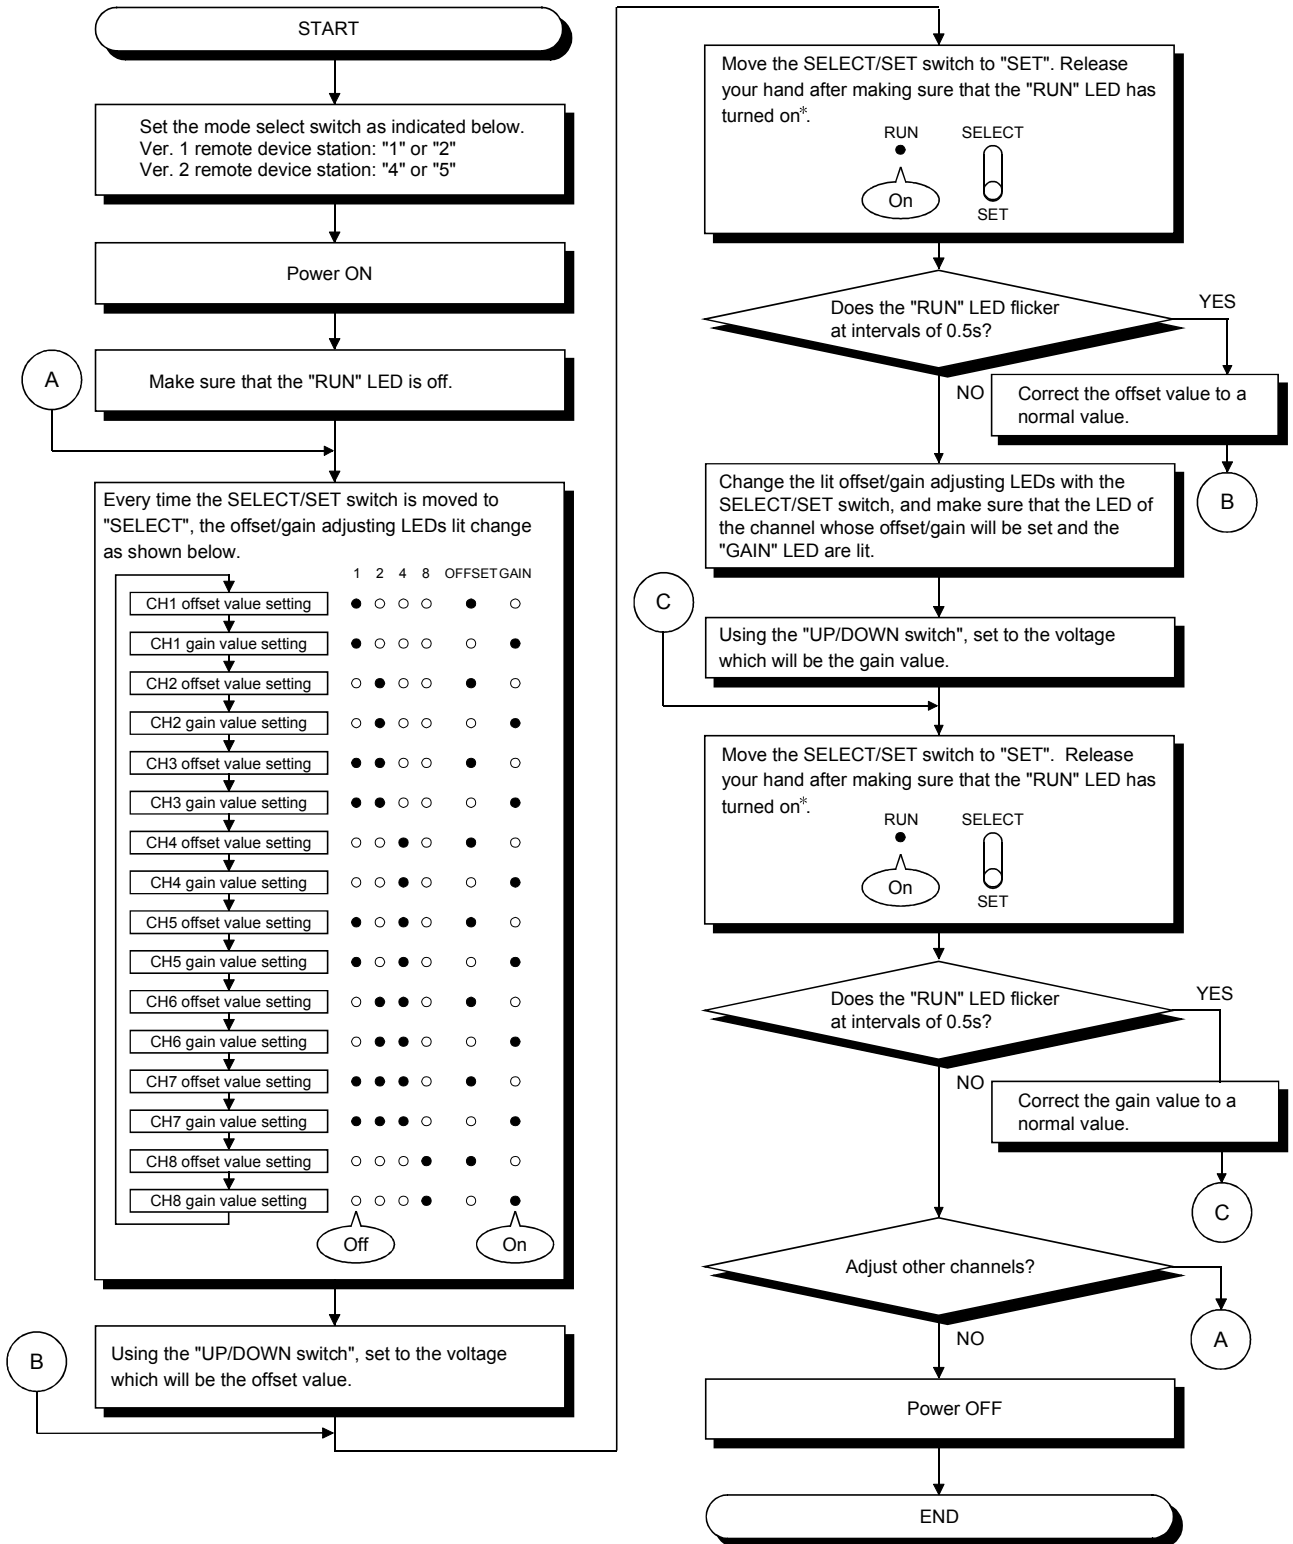 START
Set the mode select switch as indicated below.
Ver. 1 remote device station: "1" or "2"
Ver. 2 remote device station: "4" or "5"
Power ON
A
Make sure that the "RUN" LED is off.
Every time the SELECT/SET switch is moved to
"SELECT", the offset/gain adjusting LEDs lit change
as shown below.
1 2 4 8 OFFSET GAIN
CH1 offset value setting
CH1 gain value setting
CH2 offset value setting
CH2 gain value setting
CH3 offset value setting
CH3 gain value setting
CH4 offset value setting
CH4 gain value setting
CH5 offset value setting
CH5 gain value setting
CH6 offset value setting
CH6 gain value setting
CH7 offset value setting
CH7 gain value setting
CH8 offset value setting
CH8 gain value setting
Off
On
B
Using the "UP/DOWN switch", set to the voltage
which will be the offset value.
Move the SELECT/SET switch to "SET". Release
your hand after making sure that the "RUN" LED has
turned on*.
RUN
SELECT
On
SET
Does the "RUN" LED flicker
at intervals of 0.5s?
YES
NO
Correct the offset value to a
normal value.
B
Change the lit offset/gain adjusting LEDs with the
SELECT/SET switch, and make sure that the LED of
the channel whose offset/gain will be set and the
"GAIN" LED are lit.
C
Using the "UP/DOWN switch", set to the voltage
which will be the gain value.
Move the SELECT/SET switch to "SET". Release
your hand after making sure that the "RUN" LED has
turned on*.
RUN
SELECT
On
SET
Does the "RUN" LED flicker
at intervals of 0.5s?
YES
NO
Correct the gain value to a
normal value.
C
Adjust other channels?
NO
A
Power OFF
END